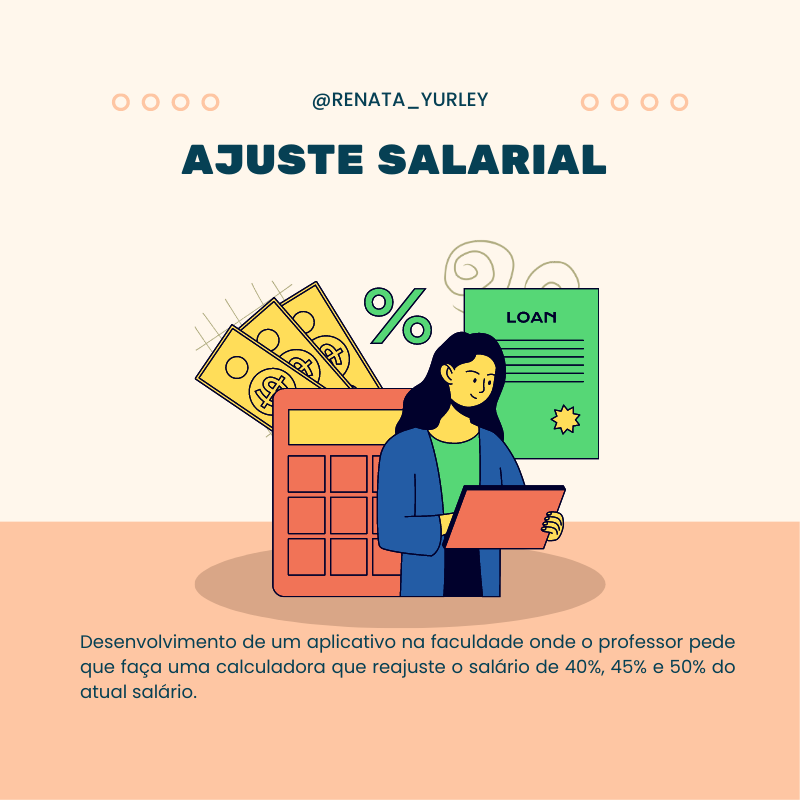 @RENATA_YURLEY
AJUSTE SALARIAL
LOAN
Desenvolvimento de um aplicativo na faculdade onde o professor pede
que faça uma calculadora que reajuste o salário de 40%, 45% e 50% do
atual salário.